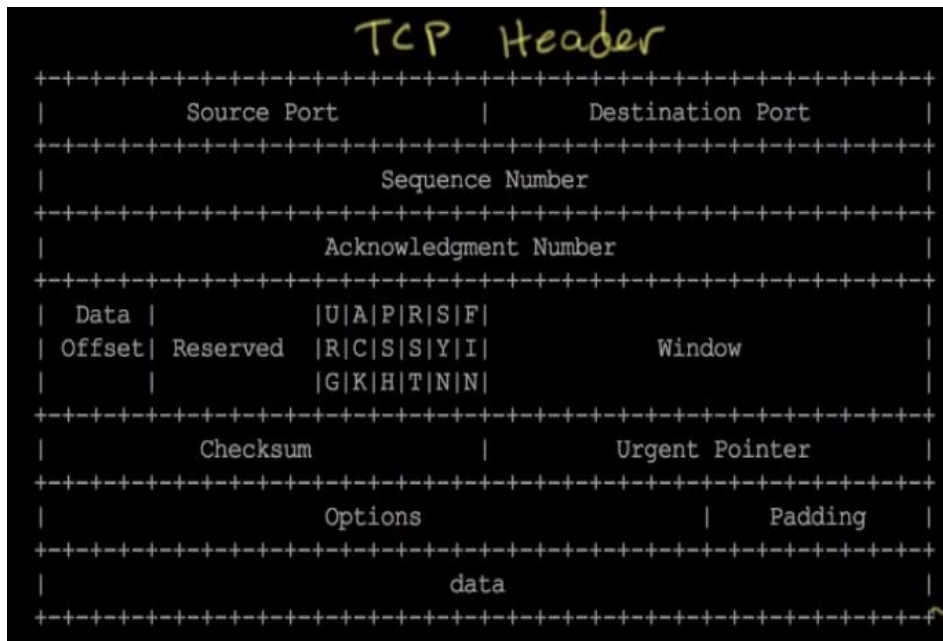 TCP Header
+-+-+-+-+-+-+-+-+-+-+-+-+-+-+-+-+-+-+-+-+-+-+-+-+-+-+-+-+-+-+-+-+
|          Source Port          |       Destination Port        |
+-+-+-+-+-+-+-+-+-+-+-+-+-+-+-+-+-+-+-+-+-+-+-+-+-+-+-+-+-+-+-+-+
|                        Sequence Number                        |
+-+-+-+-+-+-+-+-+-+-+-+-+-+-+-+-+-+-+-+-+-+-+-+-+-+-+-+-+-+-+-+-+
|                    Acknowledgment Number                      |
+-+-+-+-+-+-+-+-+-+-+-+-+-+-+-+-+-+-+-+-+-+-+-+-+-+-+-+-+-+-+-+-+
|  Data |           |U|A|P|R|S|F|                               |
| Offset| Reserved  |R|C|S|S|Y|I|            Window             |
|       |           |G|K|H|T|N|N|                               |
+-+-+-+-+-+-+-+-+-+-+-+-+-+-+-+-+-+-+-+-+-+-+-+-+-+-+-+-+-+-+-+-+
|           Checksum            |         Urgent Pointer        |
+-+-+-+-+-+-+-+-+-+-+-+-+-+-+-+-+-+-+-+-+-+-+-+-+-+-+-+-+-+-+-+-+
|                    Options                    |    Padding    |
+-+-+-+-+-+-+-+-+-+-+-+-+-+-+-+-+-+-+-+-+-+-+-+-+-+-+-+-+-+-+-+-+
|                             data                              |
+-+-+-+-+-+-+-+-+-+-+-+-+-+-+-+-+-+-+-+-+-+-+-+-+-+-+-+-+-+-+-+-+